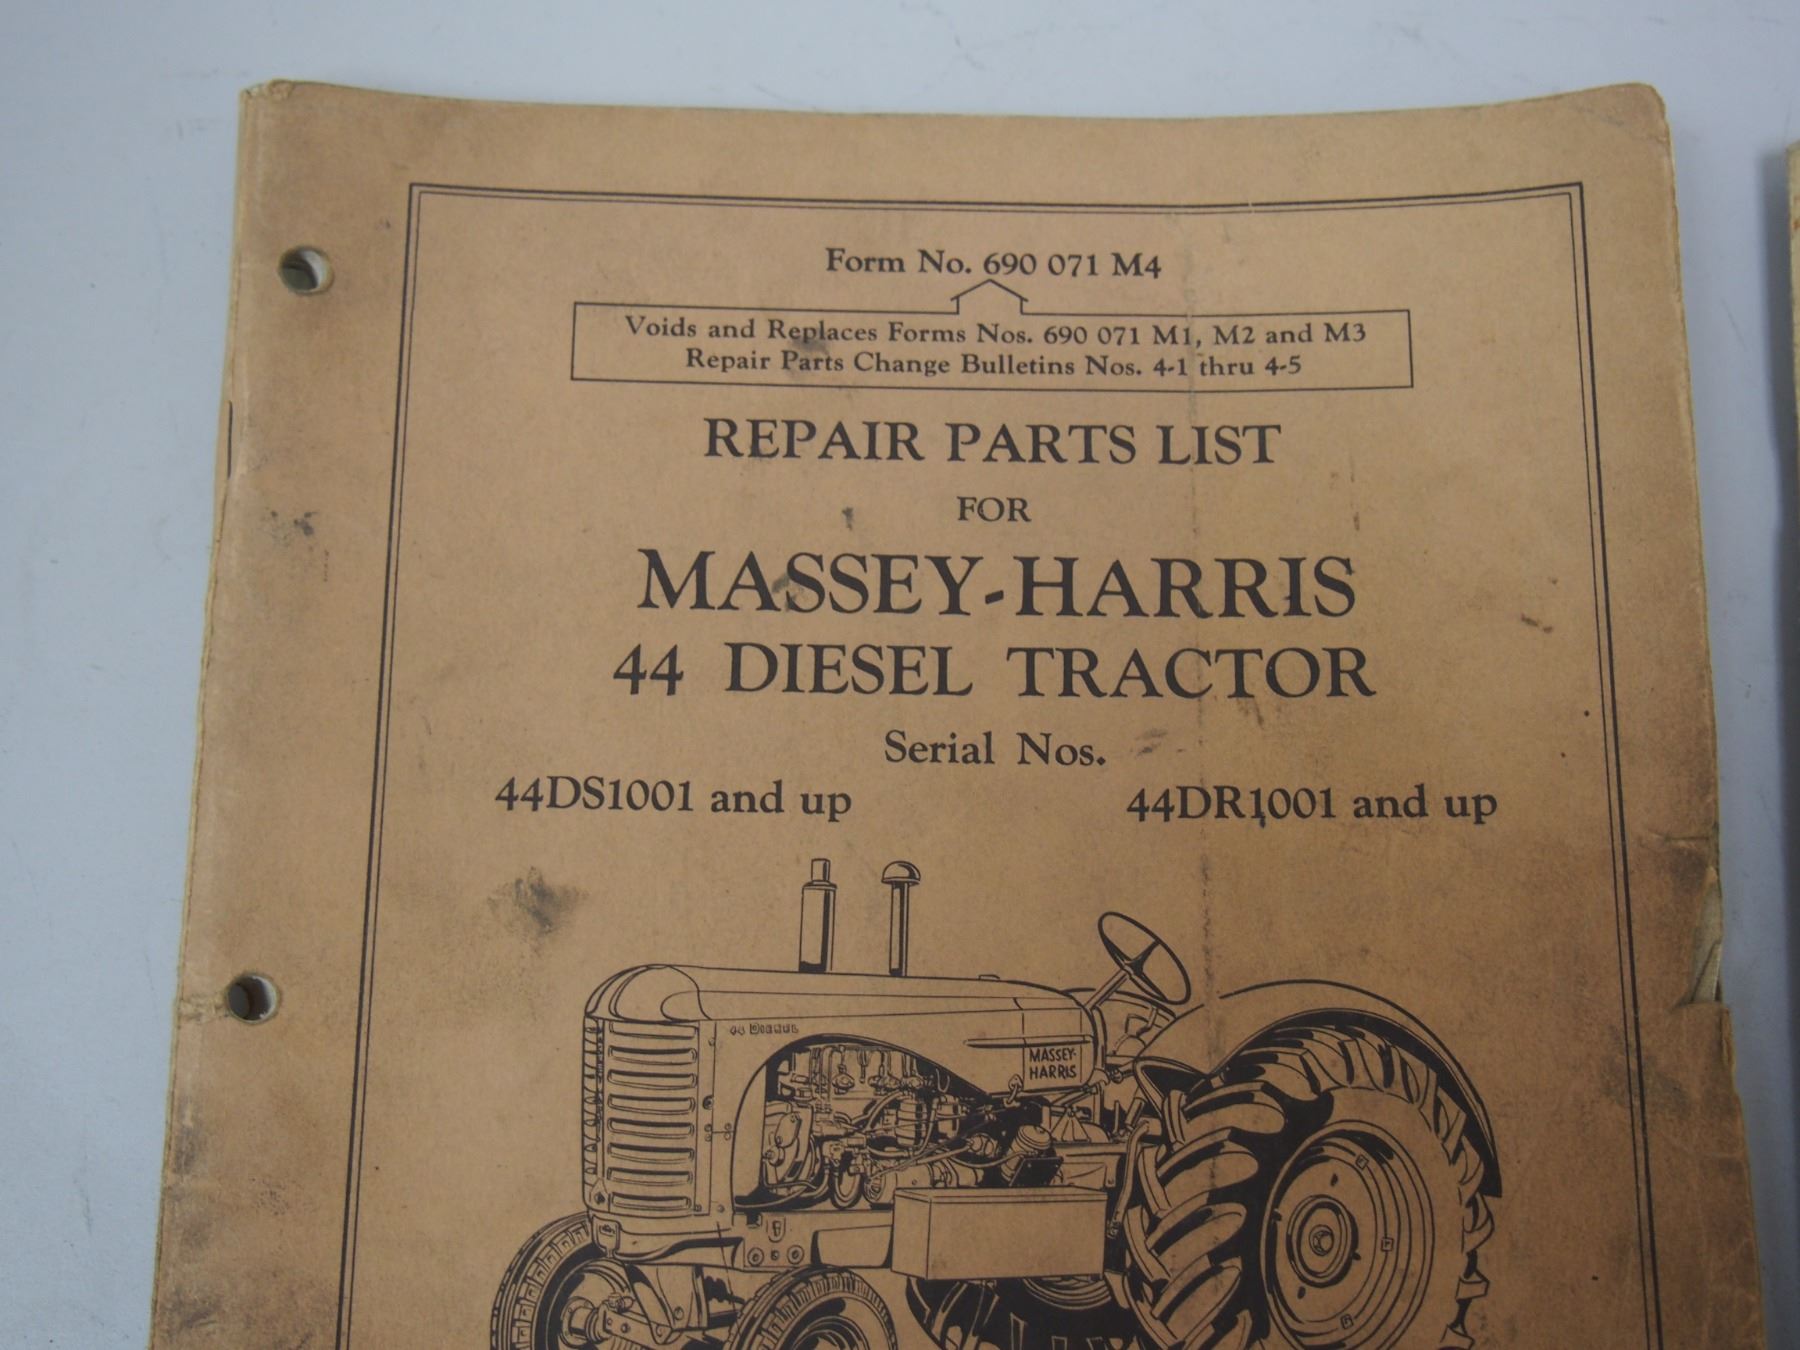 Form No. 690 071 M4
Voids and Replaces Forms Nos. 690 071 M1, M2 and M3
Repair Parts Change Bulletins Nos. 4-1 thru 4-5
REPAIR PARTS LIST
FOR
MASSEY-HARRIS
44 DIESEL TRACTOR
Serial Nos.
44DS1001 and up 44DR1001 and up
44 DIESEL
MASSEY-
HARRIS